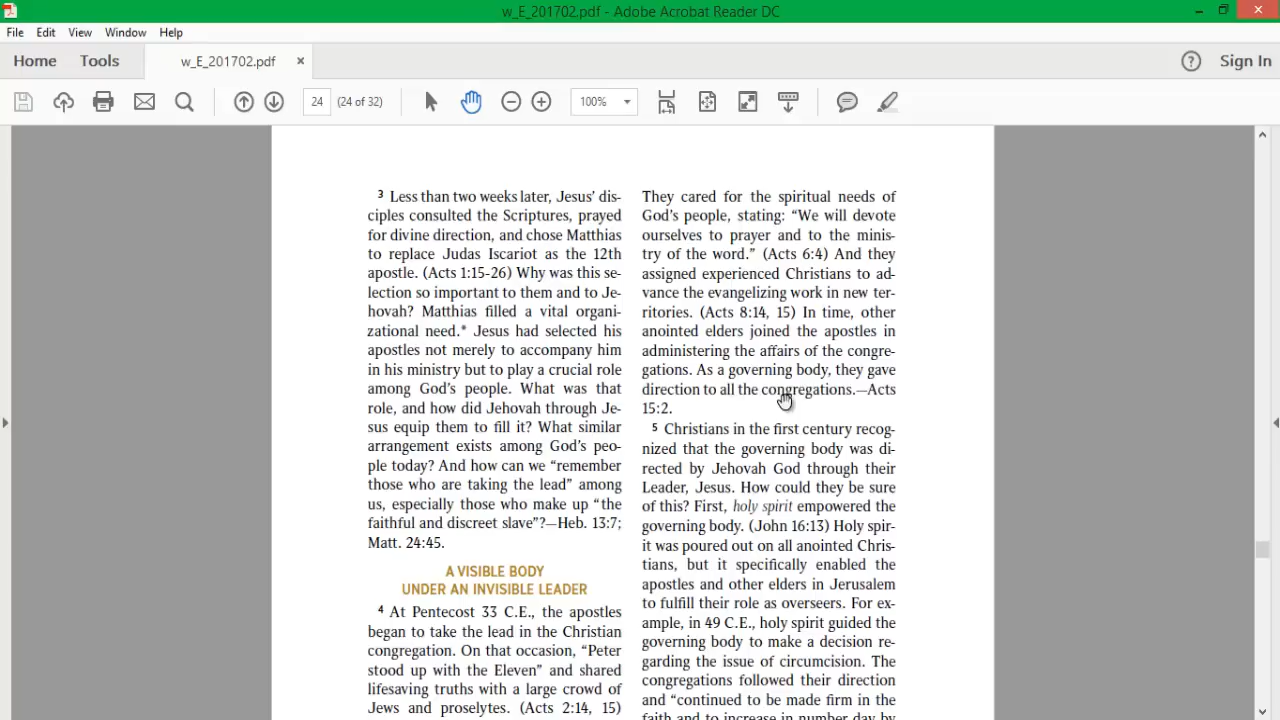 w_E_201702.pdf - Adobe Acrobat Reader DC
File Edit View Window Help
Home Tools w_E_201702.pdf × ? Sign In
24 (24 of 32) 100%
3 Less than two weeks later, Jesus’ dis-
ciples consulted the Scriptures, prayed
for divine direction, and chose Matthias
to replace Judas Iscariot as the 12th
apostle. (Acts 1:15-26) Why was this se-
lection so important to them and to Je-
hovah? Matthias filled a vital organi-
zational need.* Jesus had selected his
apostles not merely to accompany him
in his ministry but to play a crucial role
among God’s people. What was that
role, and how did Jehovah through Je-
sus equip them to fill it? What similar
arrangement exists among God’s peo-
ple today? And how can we “remember
those who are taking the lead” among
us, especially those who make up “the
faithful and discreet slave”?—Heb. 13:7;
Matt. 24:45.
A VISIBLE BODY
UNDER AN INVISIBLE LEADER
4 At Pentecost 33 C.E., the apostles
began to take the lead in the Christian
congregation. On that occasion, “Peter
stood up with the Eleven” and shared
lifesaving truths with a large crowd of
Jews and proselytes. (Acts 2:14, 15)
They cared for the spiritual needs of
God’s people, stating: “We will devote
ourselves to prayer and to the minis-
try of the word.” (Acts 6:4) And they
assigned experienced Christians to ad-
vance the evangelizing work in new ter-
ritories. (Acts 8:14, 15) In time, other
anointed elders joined the apostles in
administering the affairs of the congre-
gations. As a governing body, they gave
direction to all the congregations.—Acts
15:2.
5 Christians in the first century recog-
nized that the governing body was di-
rected by Jehovah God through their
Leader, Jesus. How could they be sure
of this? First, holy spirit empowered the
governing body. (John 16:13) Holy spir-
it was poured out on all anointed Chris-
tians, but it specifically enabled the
apostles and other elders in Jerusalem
to fulfill their role as overseers. For ex-
ample, in 49 C.E., holy spirit guided the
governing body to make a decision re-
garding the issue of circumcision. The
congregations followed their direction
and “continued to be made firm in the
faith and to increase in number day by